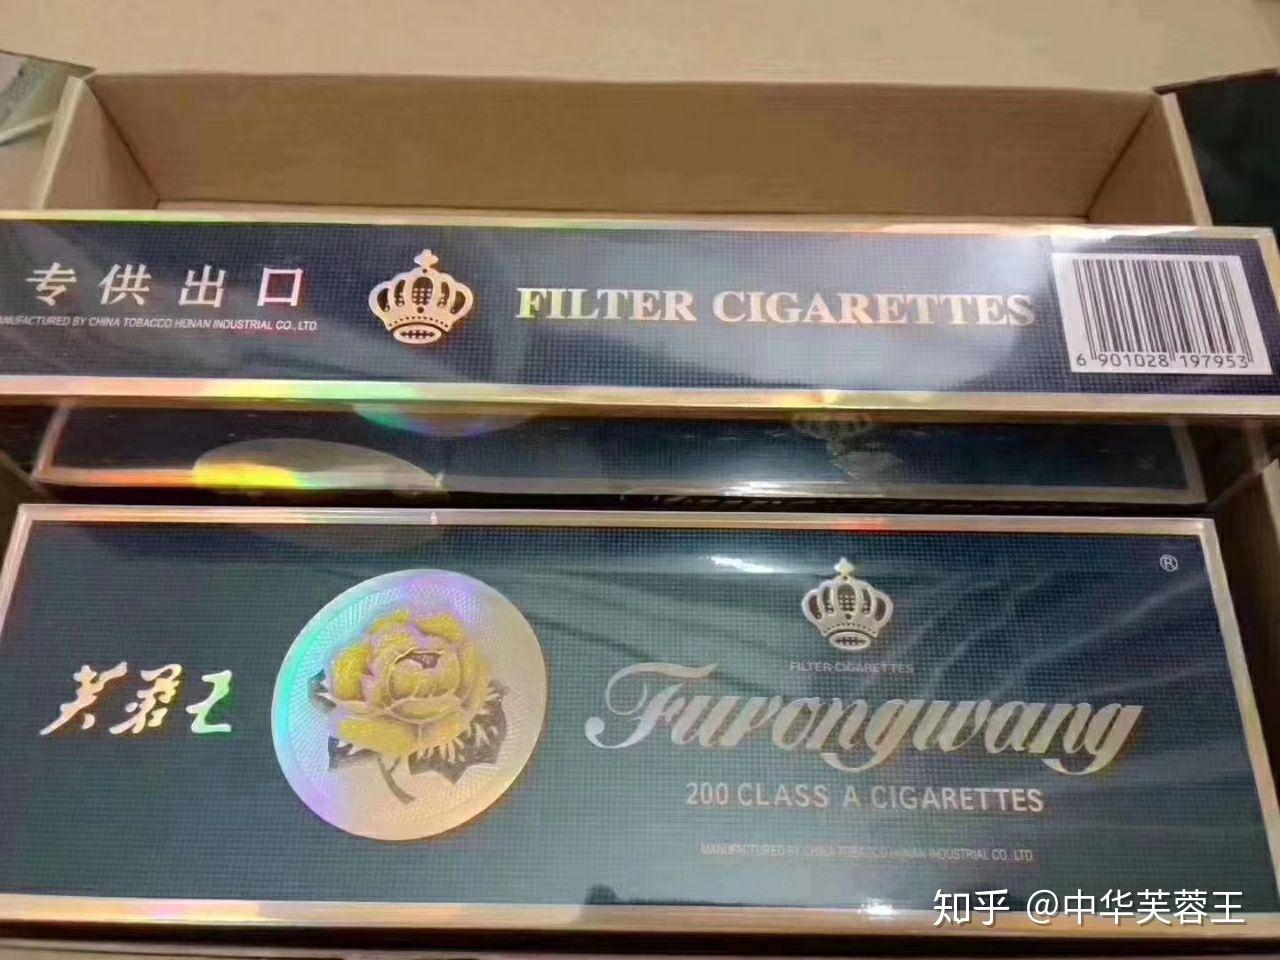 专供出口
MANUFACTURED BY CHINA TOBACCO HUNAN INDUSTRIAL CO., LTD.
FILTER CIGARETTES
6 901028 197953
®
芙蓉王
FILTER CIGARETTES
Furongwang
200 CLASS A CIGARETTES
MANUFACTURED BY CHINA TOBACCO HUNAN INDUSTRIAL CO., LTD.
知乎 @中华芙蓉王